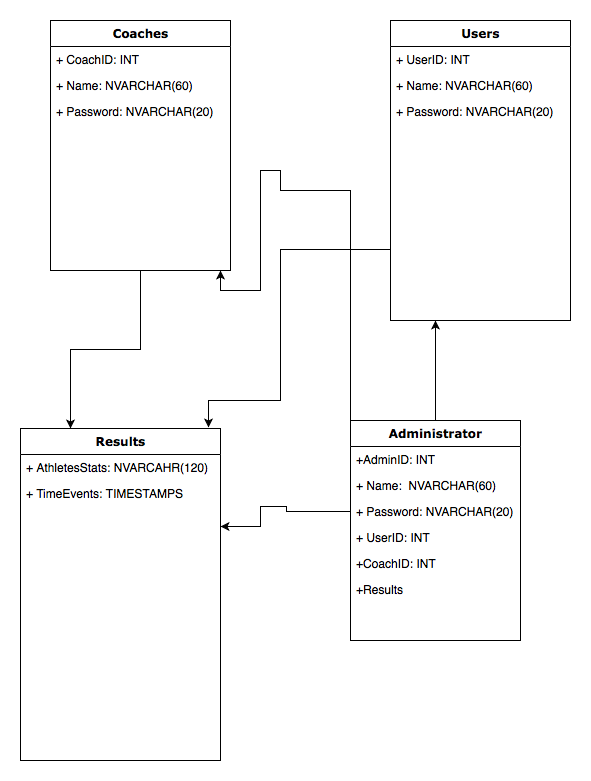 Coaches
+ CoachID: INT
+ Name: NVARCHAR(60)
+ Password: NVARCHAR(20)
Users
+ UserID: INT
+ Name: NVARCHAR(60)
+ Password: NVARCHAR(20)
Results
+ AthletesStats: NVARCAHR(120)
+ TimeEvents: TIMESTAMPS
Administrator
+AdminID: INT
+ Name:  NVARCHAR(60)
+ Password: NVARCHAR(20)
+ UserID: INT
+CoachID: INT
+Results